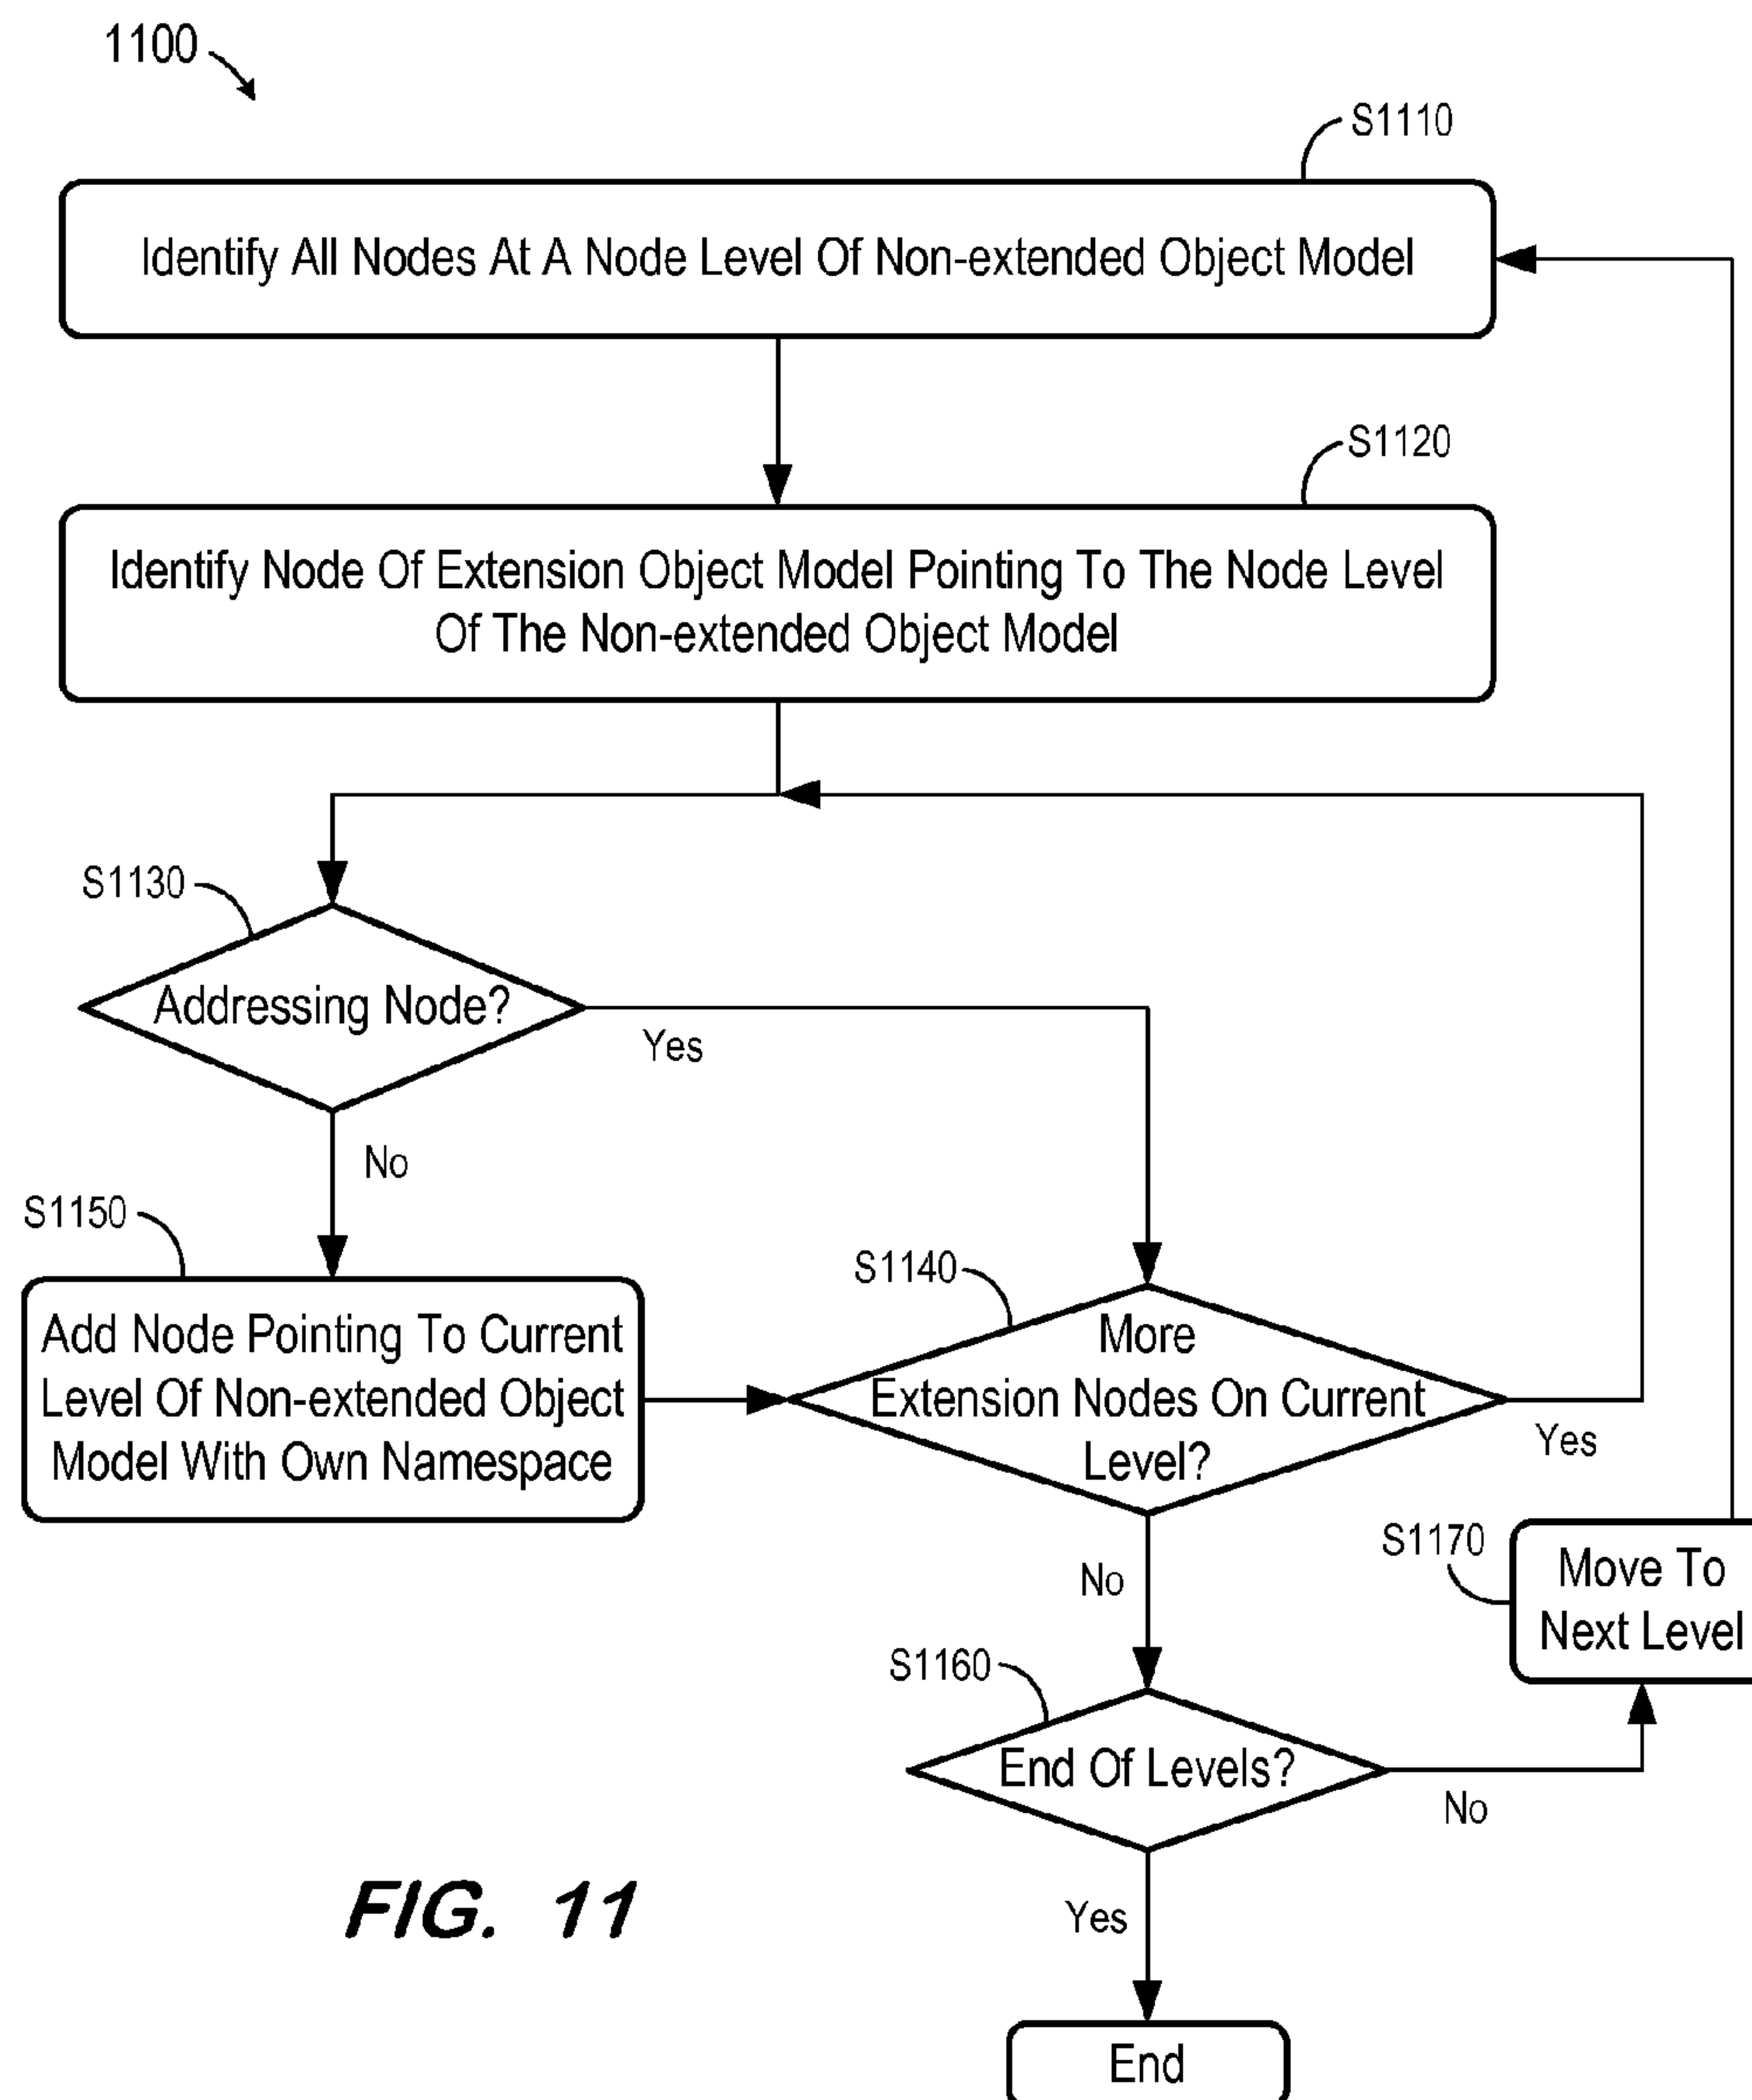 1100
S1110
Identify All Nodes At A Node Level Of Non-extended Object Model
S1120
Identify Node Of Extension Object Model Pointing To The Node Level
Of The Non-extended Object Model
S1130
Addressing Node?
Yes
No
S1150
Add Node Pointing To Current
Level Of Non-extended Object
Model With Own Namespace
S1140
More
Extension Nodes On Current
Level?
Yes
No
S1170
Move To
Next Level
S1160
End Of Levels?
No
Yes
End
FIG. 11